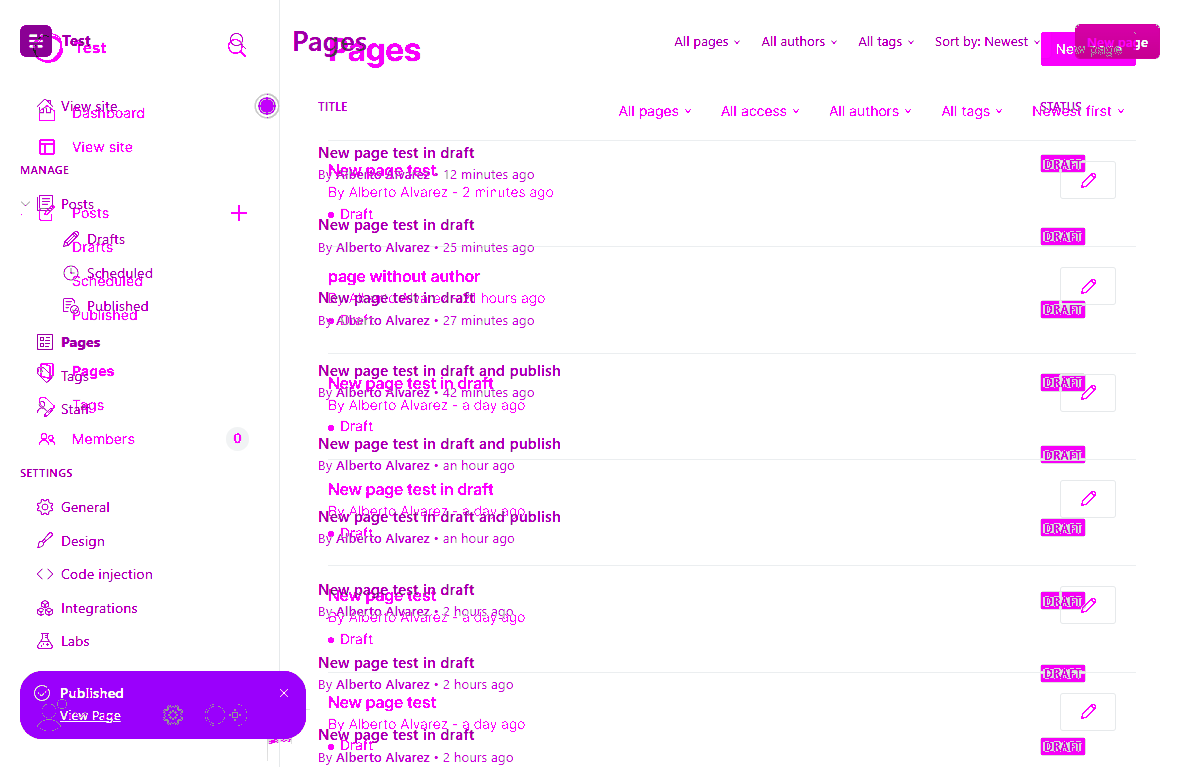 Test
Test
Pages
Pages
All pages
All authors
All tags
Sort by: Newest
New page
New page
View site
Dashboard
View site
TITLE
STATUS
All pages
All access
All authors
All tags
Newest first
MANAGE
Posts
Posts
Drafts
Drafts
Scheduled
Scheduled
Published
Published
Pages
Pages
Tags
Tags
Staff
Members
0
SETTINGS
General
Design
Code injection
Integrations
Labs
Published
View Page
New page test in draft
By Alberto Alvarez • 12 minutes ago
DRAFT
New page test
By Alberto Alvarez - 2 minutes ago
Draft
New page test in draft
By Alberto Alvarez • 25 minutes ago
DRAFT
page without author
By Alberto Alvarez - 21 hours ago
Draft
New page test in draft
By Alberto Alvarez • 27 minutes ago
DRAFT
New page test in draft and publish
By Alberto Alvarez • 42 minutes ago
DRAFT
New page test in draft
By Alberto Alvarez - a day ago
Draft
New page test in draft and publish
By Alberto Alvarez • an hour ago
DRAFT
New page test in draft
By Alberto Alvarez - a day ago
Draft
New page test in draft and publish
By Alberto Alvarez • an hour ago
DRAFT
New page test in draft
By Alberto Alvarez • 2 hours ago
DRAFT
New page test
By Alberto Alvarez - a day ago
Draft
New page test in draft
By Alberto Alvarez • 2 hours ago
DRAFT
New page test
By Alberto Alvarez - a day ago
Draft
New page test in draft
By Alberto Alvarez • 2 hours ago
DRAFT